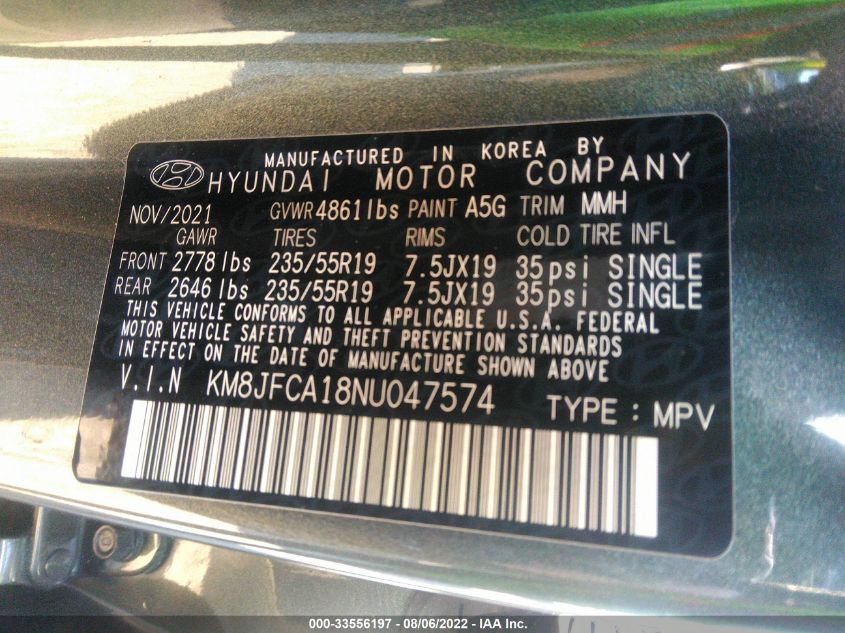 MANUFACTURED IN KOREA BY
HYUNDAI MOTOR COMPANY
NOV/2021 GVWR 4861 lbs PAINT A5G TRIM MMH
GAWR TIRES RIMS COLD TIRE INFL
FRONT 2778 lbs 235/55R19 7.5JX19 35psi SINGLE
REAR 2646 lbs 235/55R19 7.5JX19 35psi SINGLE
THIS VEHICLE CONFORMS TO ALL APPLICABLE U.S.A. FEDERAL
MOTOR VEHICLE SAFETY AND THEFT PREVENTION STANDARDS
IN EFFECT ON THE DATE OF MANUFACTURE SHOWN ABOVE
V.I.N KM8JFCA18NU047574 TYPE : MPV
000-33556197 - 08/06/2022 - IAA Inc.